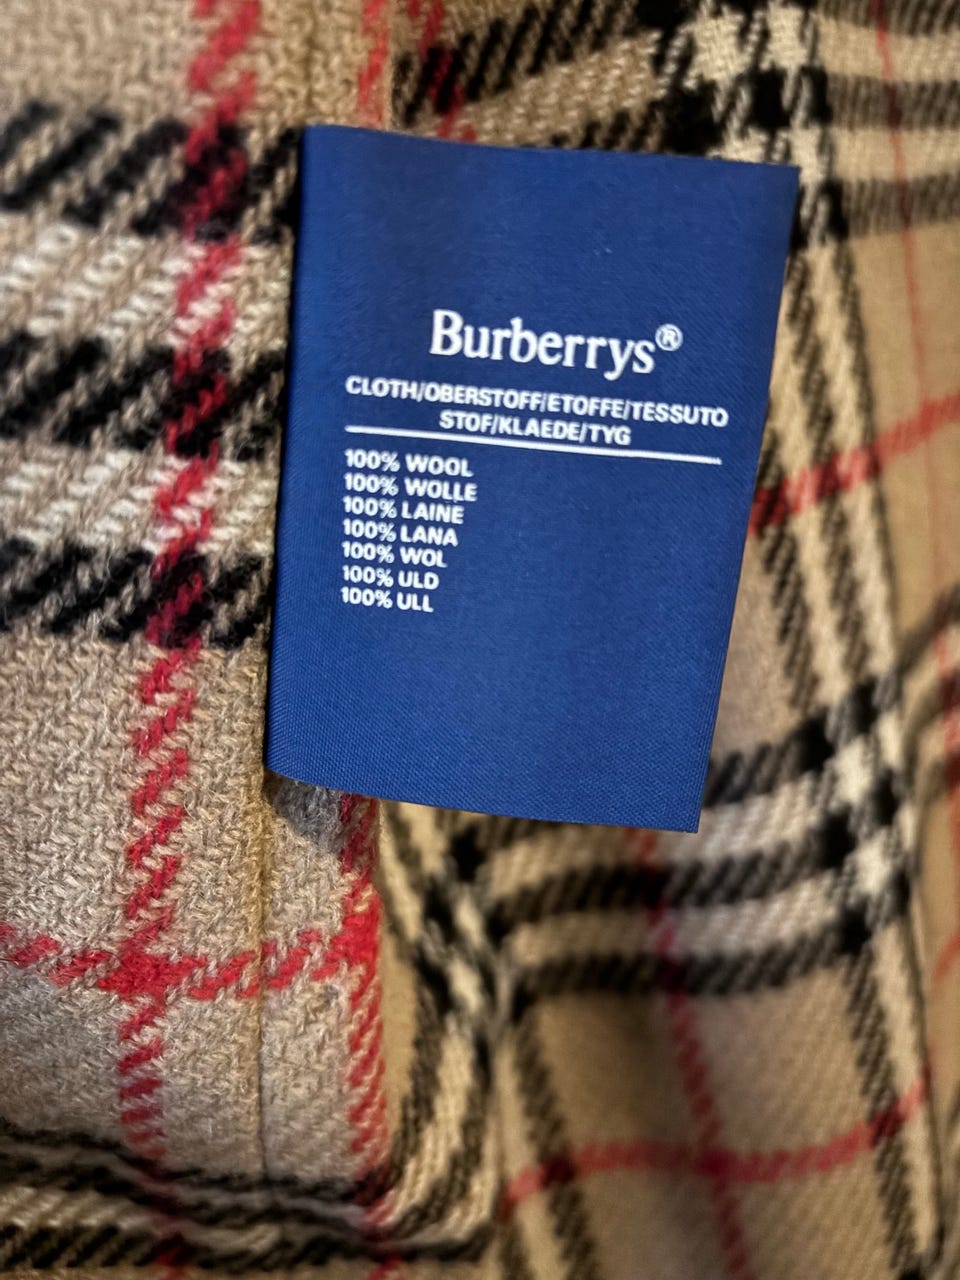 Burberrys®
CLOTH/OBERSTOFF/ETOFFE/TESSUTO
STOF/KLAEDE/TYG
100% WOOL
100% WOLLE
100% LAINE
100% LANA
100% WOL
100% ULD
100% ULL